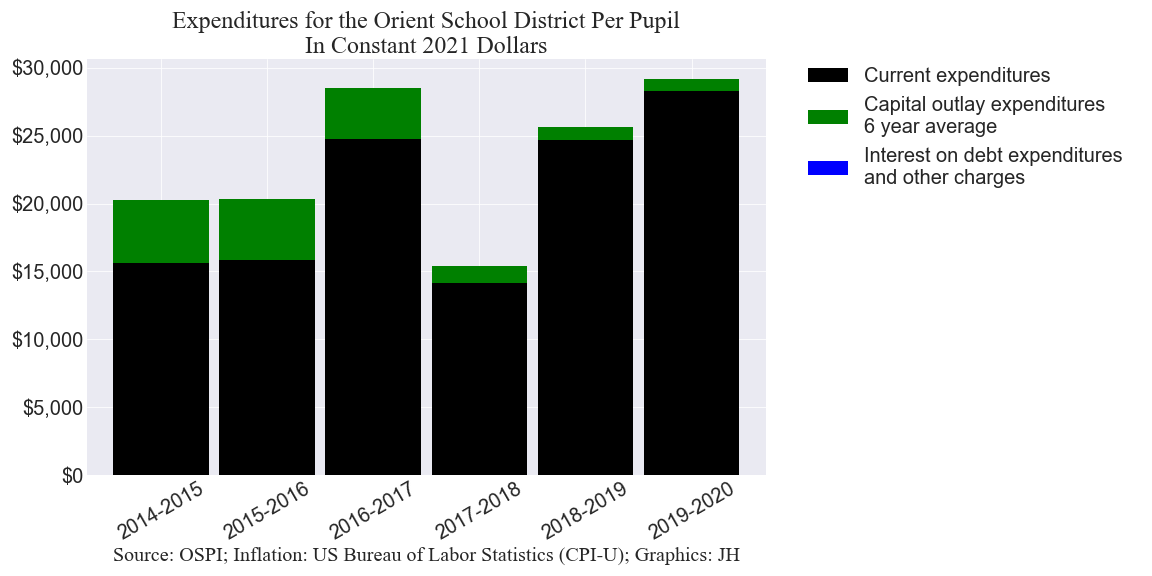 Expenditures for the Orient School District Per Pupil
In Constant 2021 Dollars
$30,000
$25,000
$20,000
$15,000
$10,000
$5,000
$0
2014-2015
2015-2016
2016-2017
2017-2018
2018-2019
2019-2020
Current expenditures
Capital outlay expenditures
6 year average
Interest on debt expenditures
and other charges
Source: OSPI; Inflation: US Bureau of Labor Statistics (CPI-U); Graphics: JH